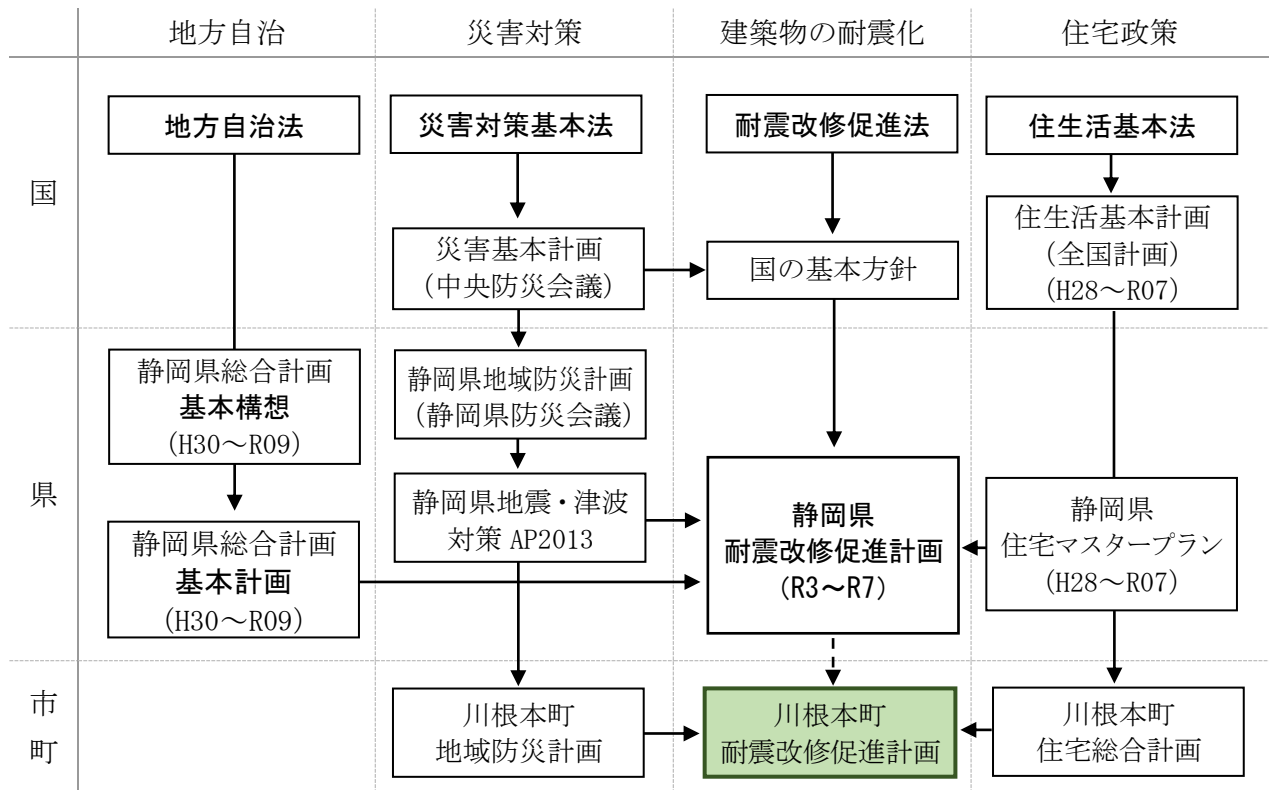 地方自治
災害対策
建築物の耐震化
住宅政策
国
地方自治法
災害対策基本法
耐震改修促進法
住生活基本法
災害基本計画
(中央防災会議)
国の基本方針
住生活基本計画
(全国計画)
(H28～R07)
県
静岡県総合計画
基本構想
(H30～R09)
静岡県地域防災計画
(静岡県防災会議)
静岡県総合計画
基本計画
(H30～R09)
静岡県地震・津波
対策 AP2013
静岡県
耐震改修促進計画
(R3～R7)
静岡県
住宅マスタープラン
(H28～R07)
市
町
川根本町
地域防災計画
川根本町
耐震改修促進計画
川根本町
住宅総合計画